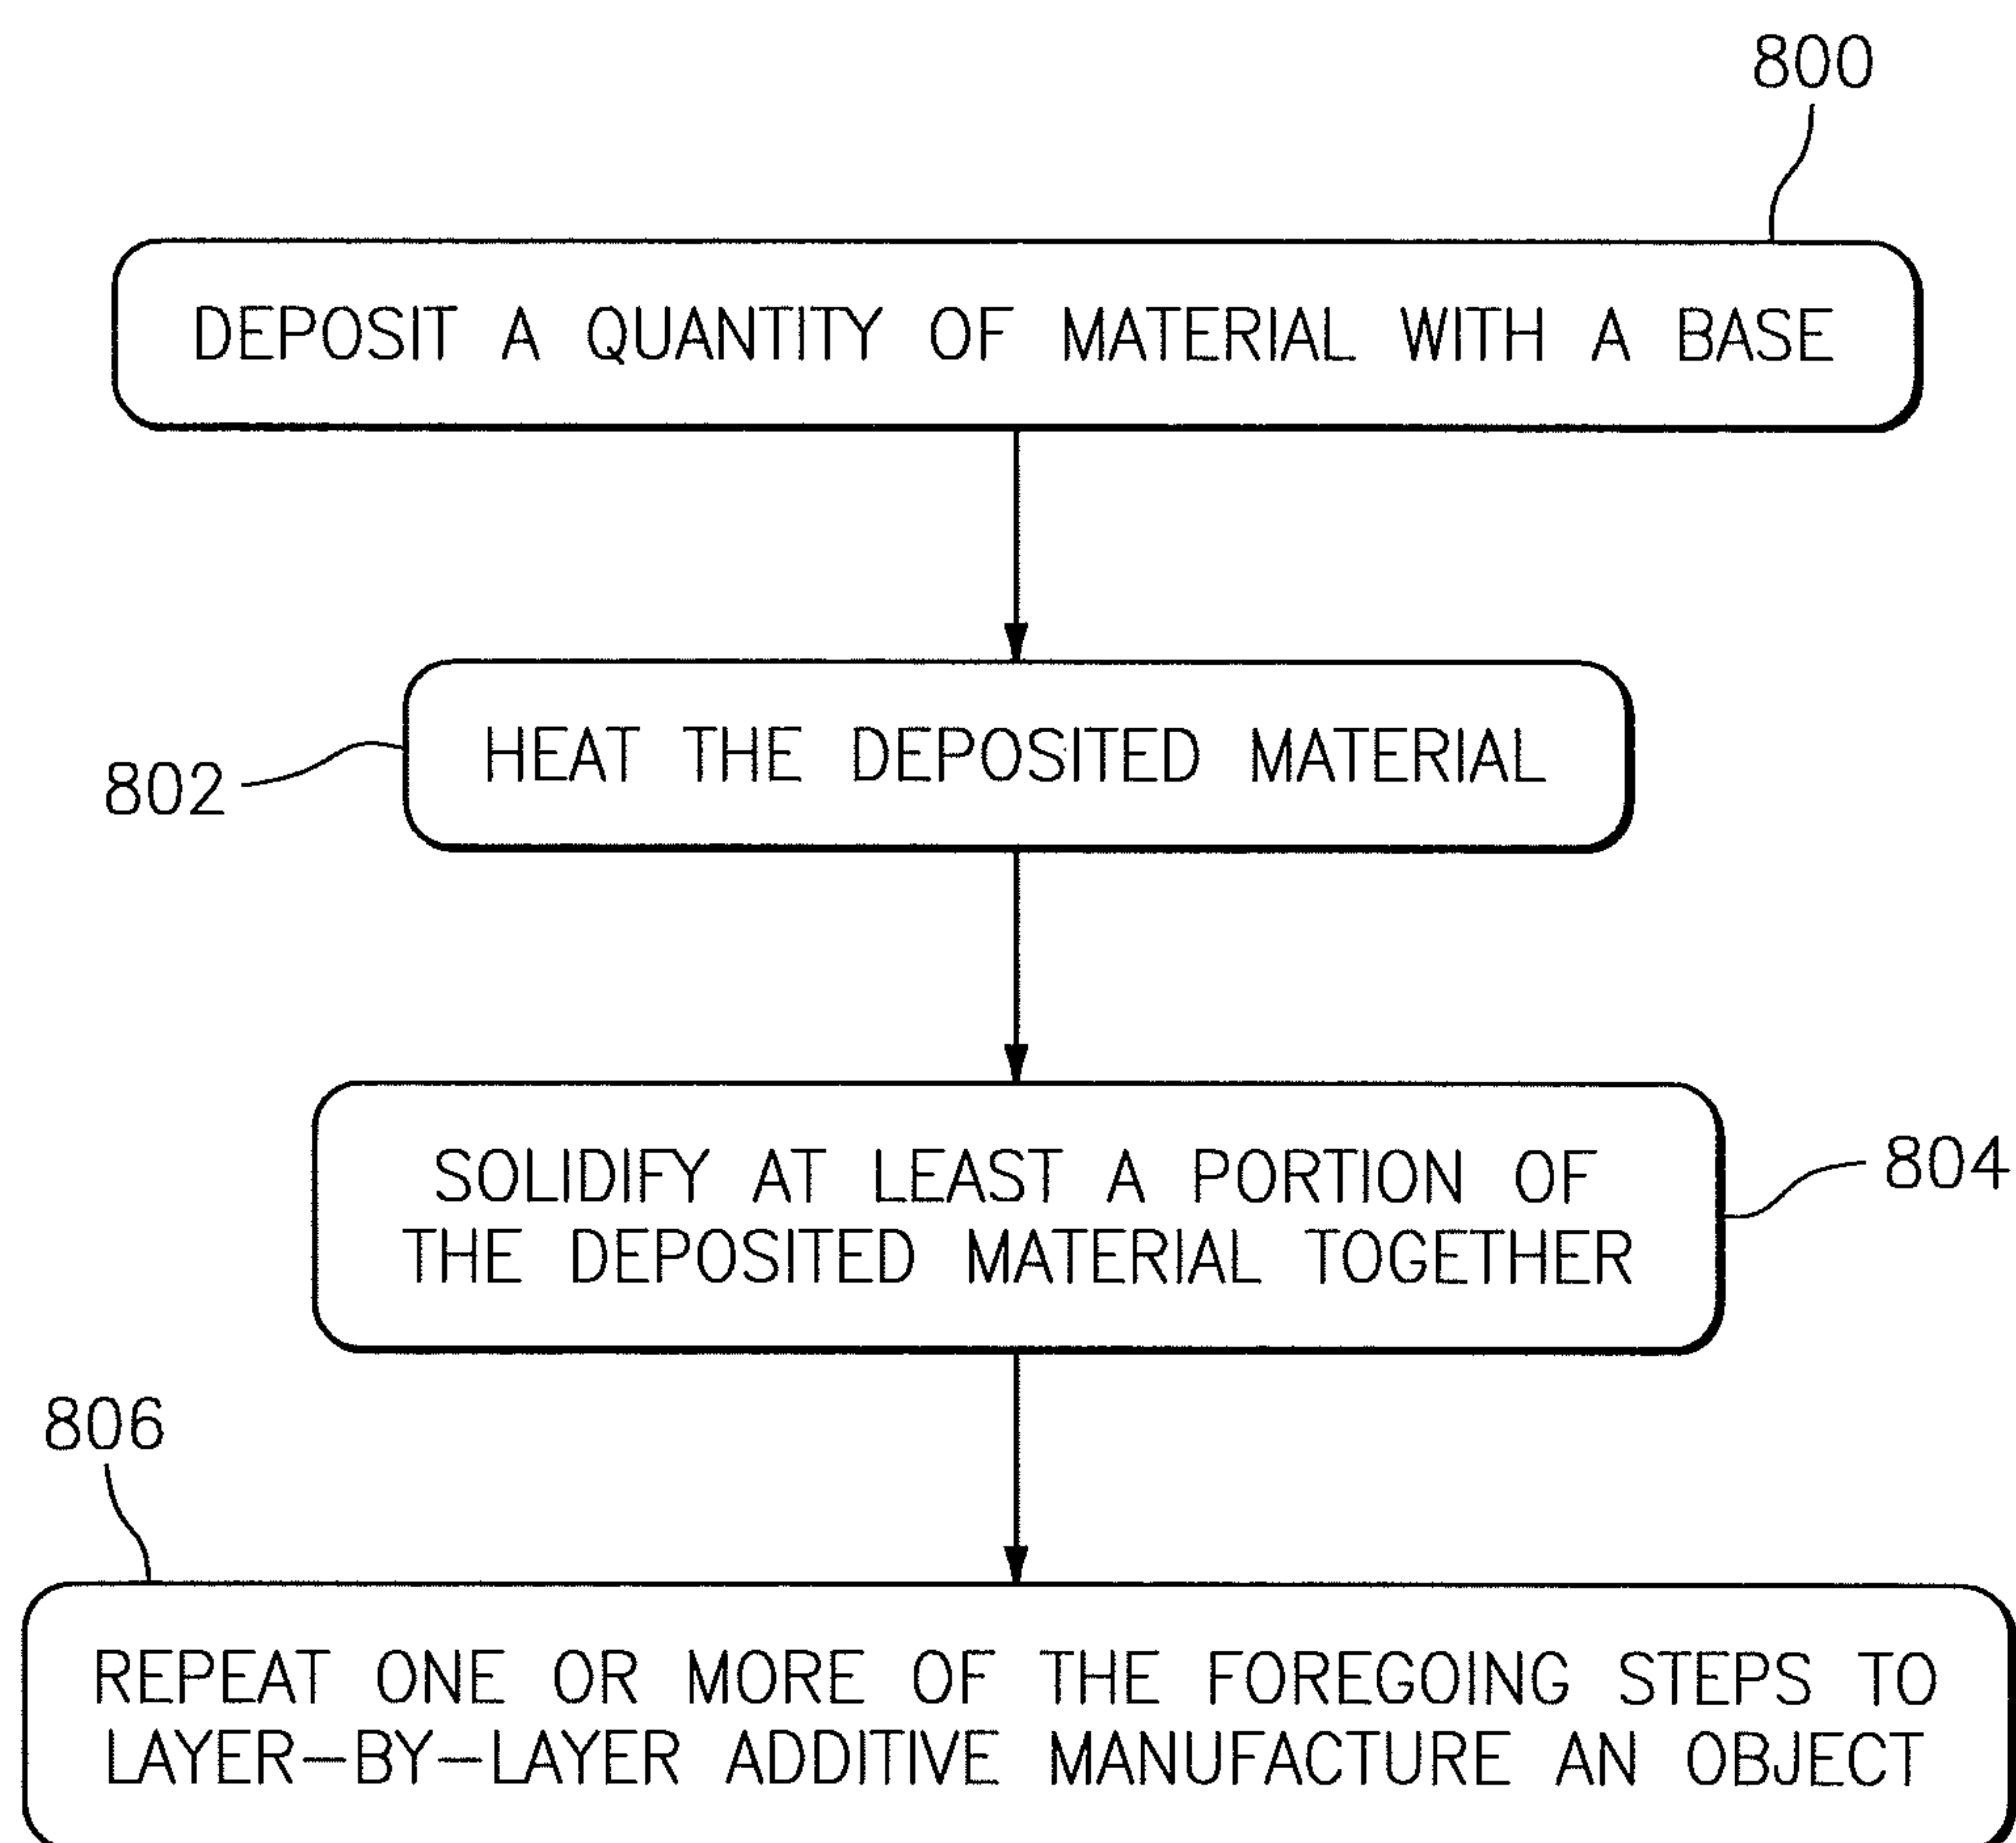 800
DEPOSIT A QUANTITY OF MATERIAL WITH A BASE
HEAT THE DEPOSITED MATERIAL
802
SOLIDIFY AT LEAST A PORTION OF
THE DEPOSITED MATERIAL TOGETHER
804
806
REPEAT ONE OR MORE OF THE FOREGOING STEPS TO
LAYER-BY-LAYER ADDITIVE MANUFACTURE AN OBJECT